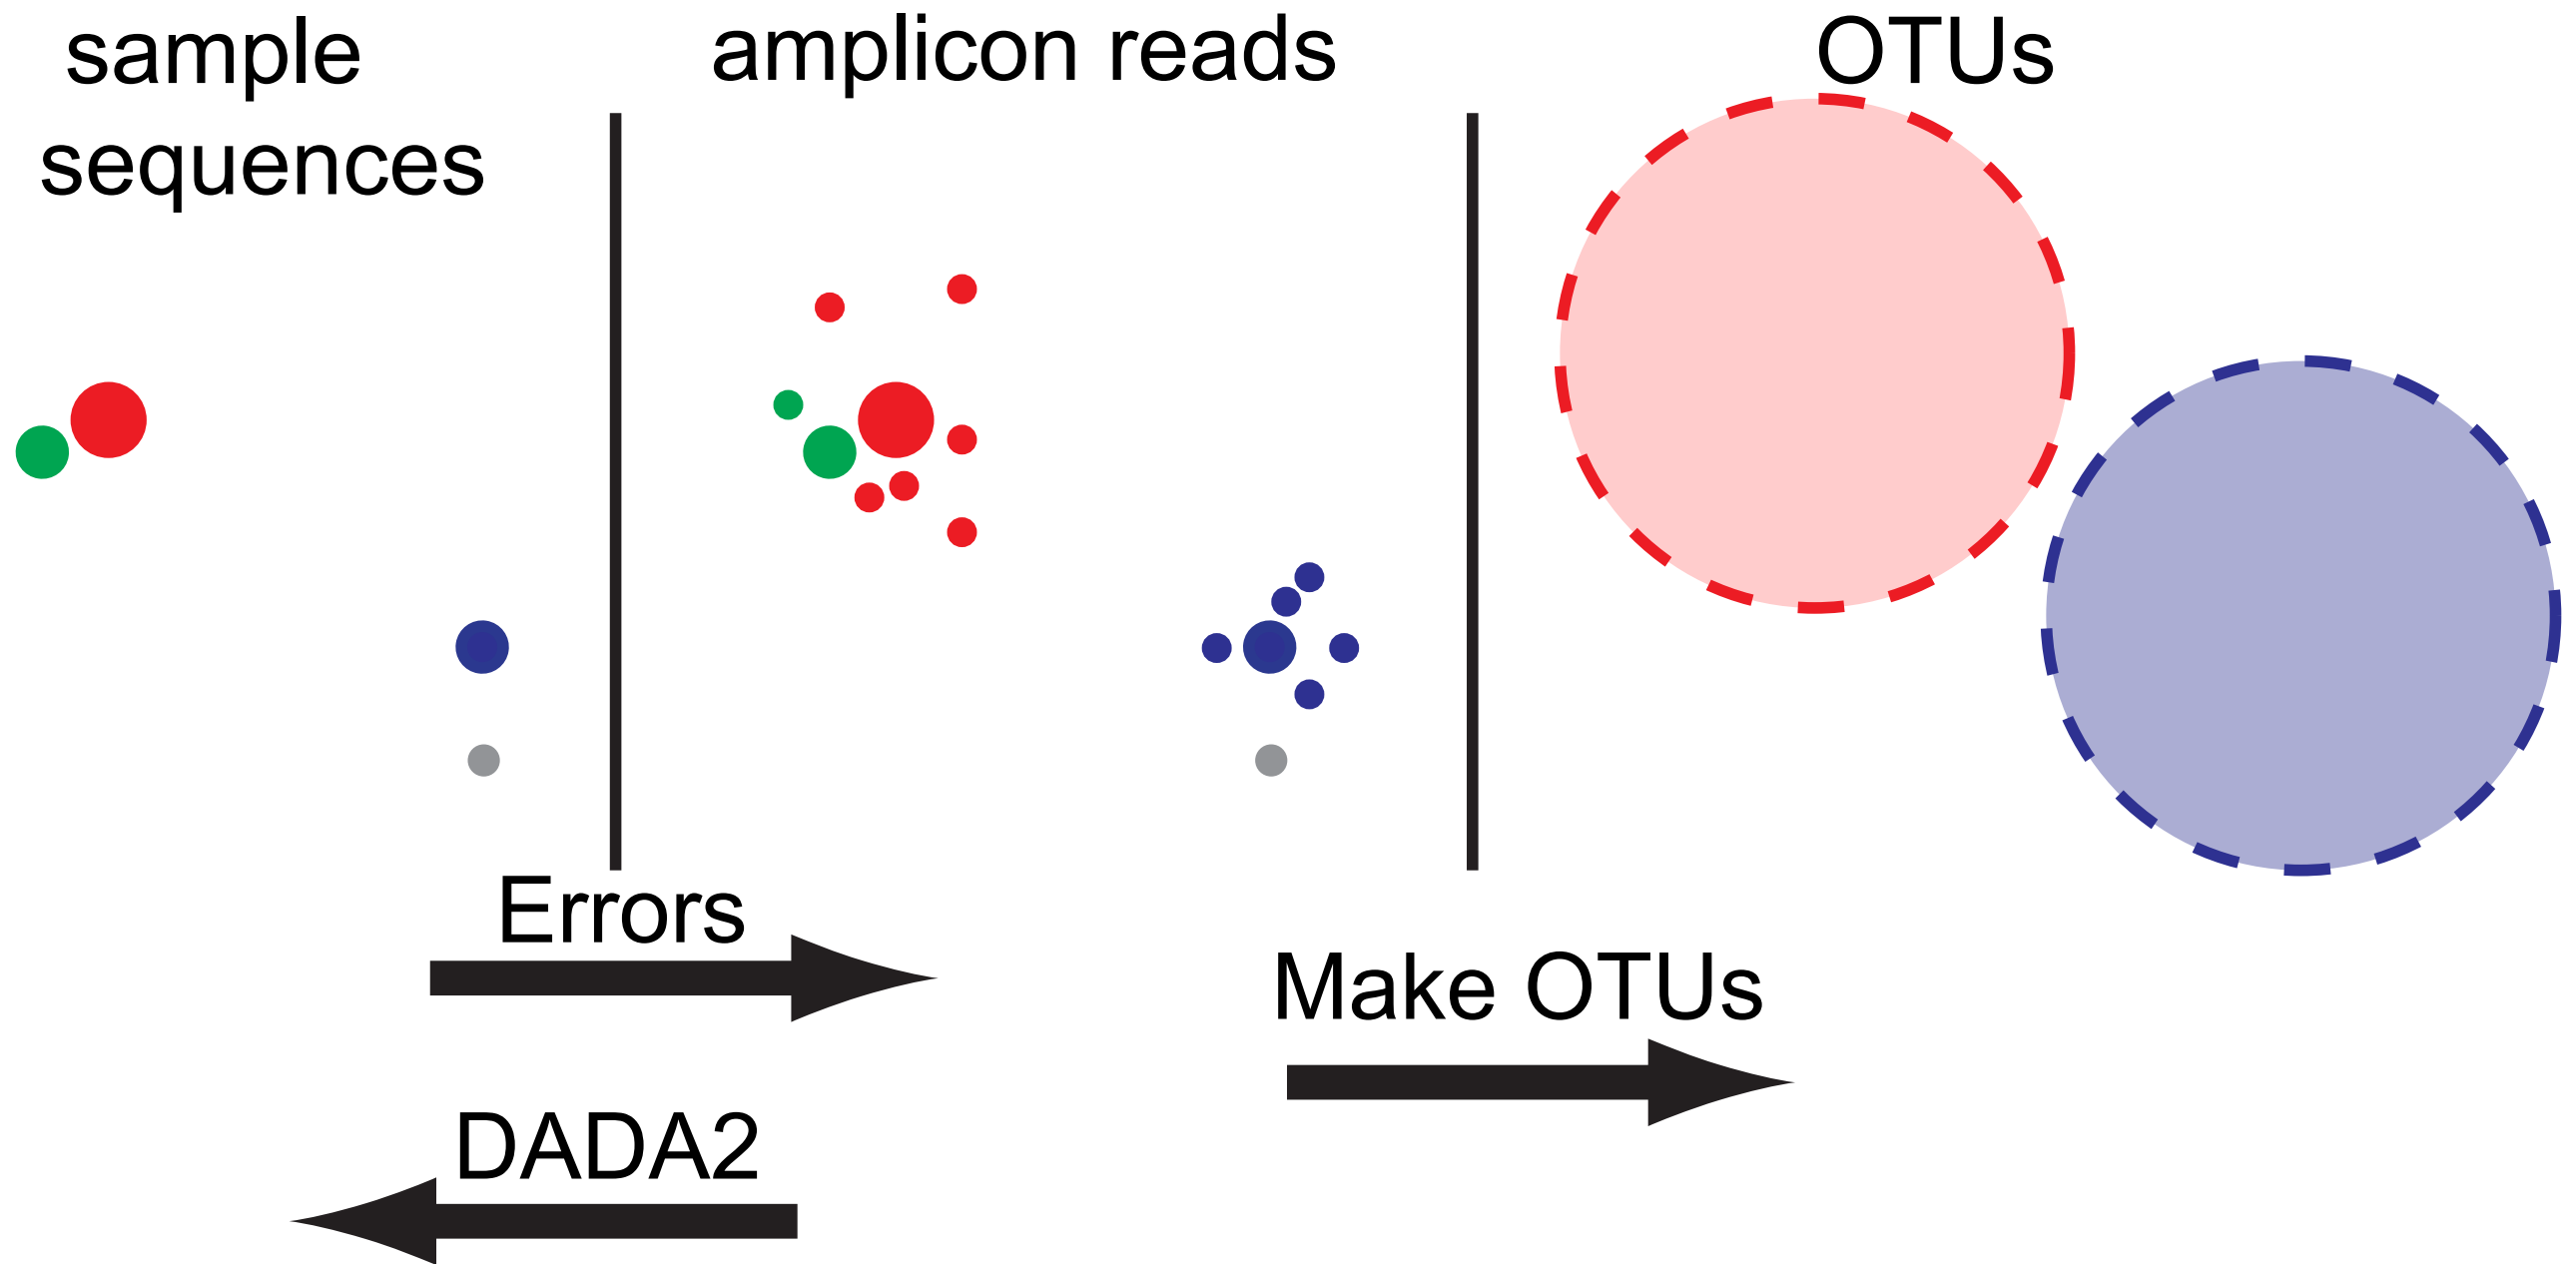 sample
sequences
amplicon reads
OTUs
Errors
Make OTUs
DADA2